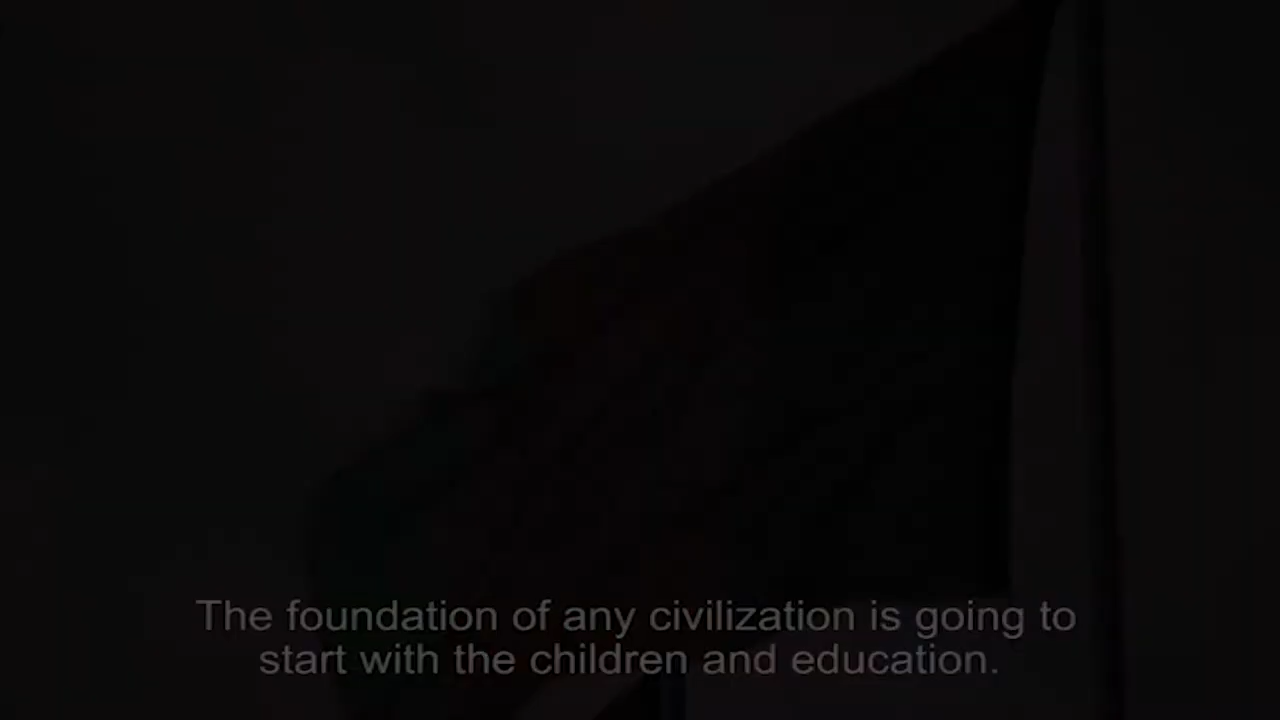 The foundation of any civilization is going to
start with the children and education.